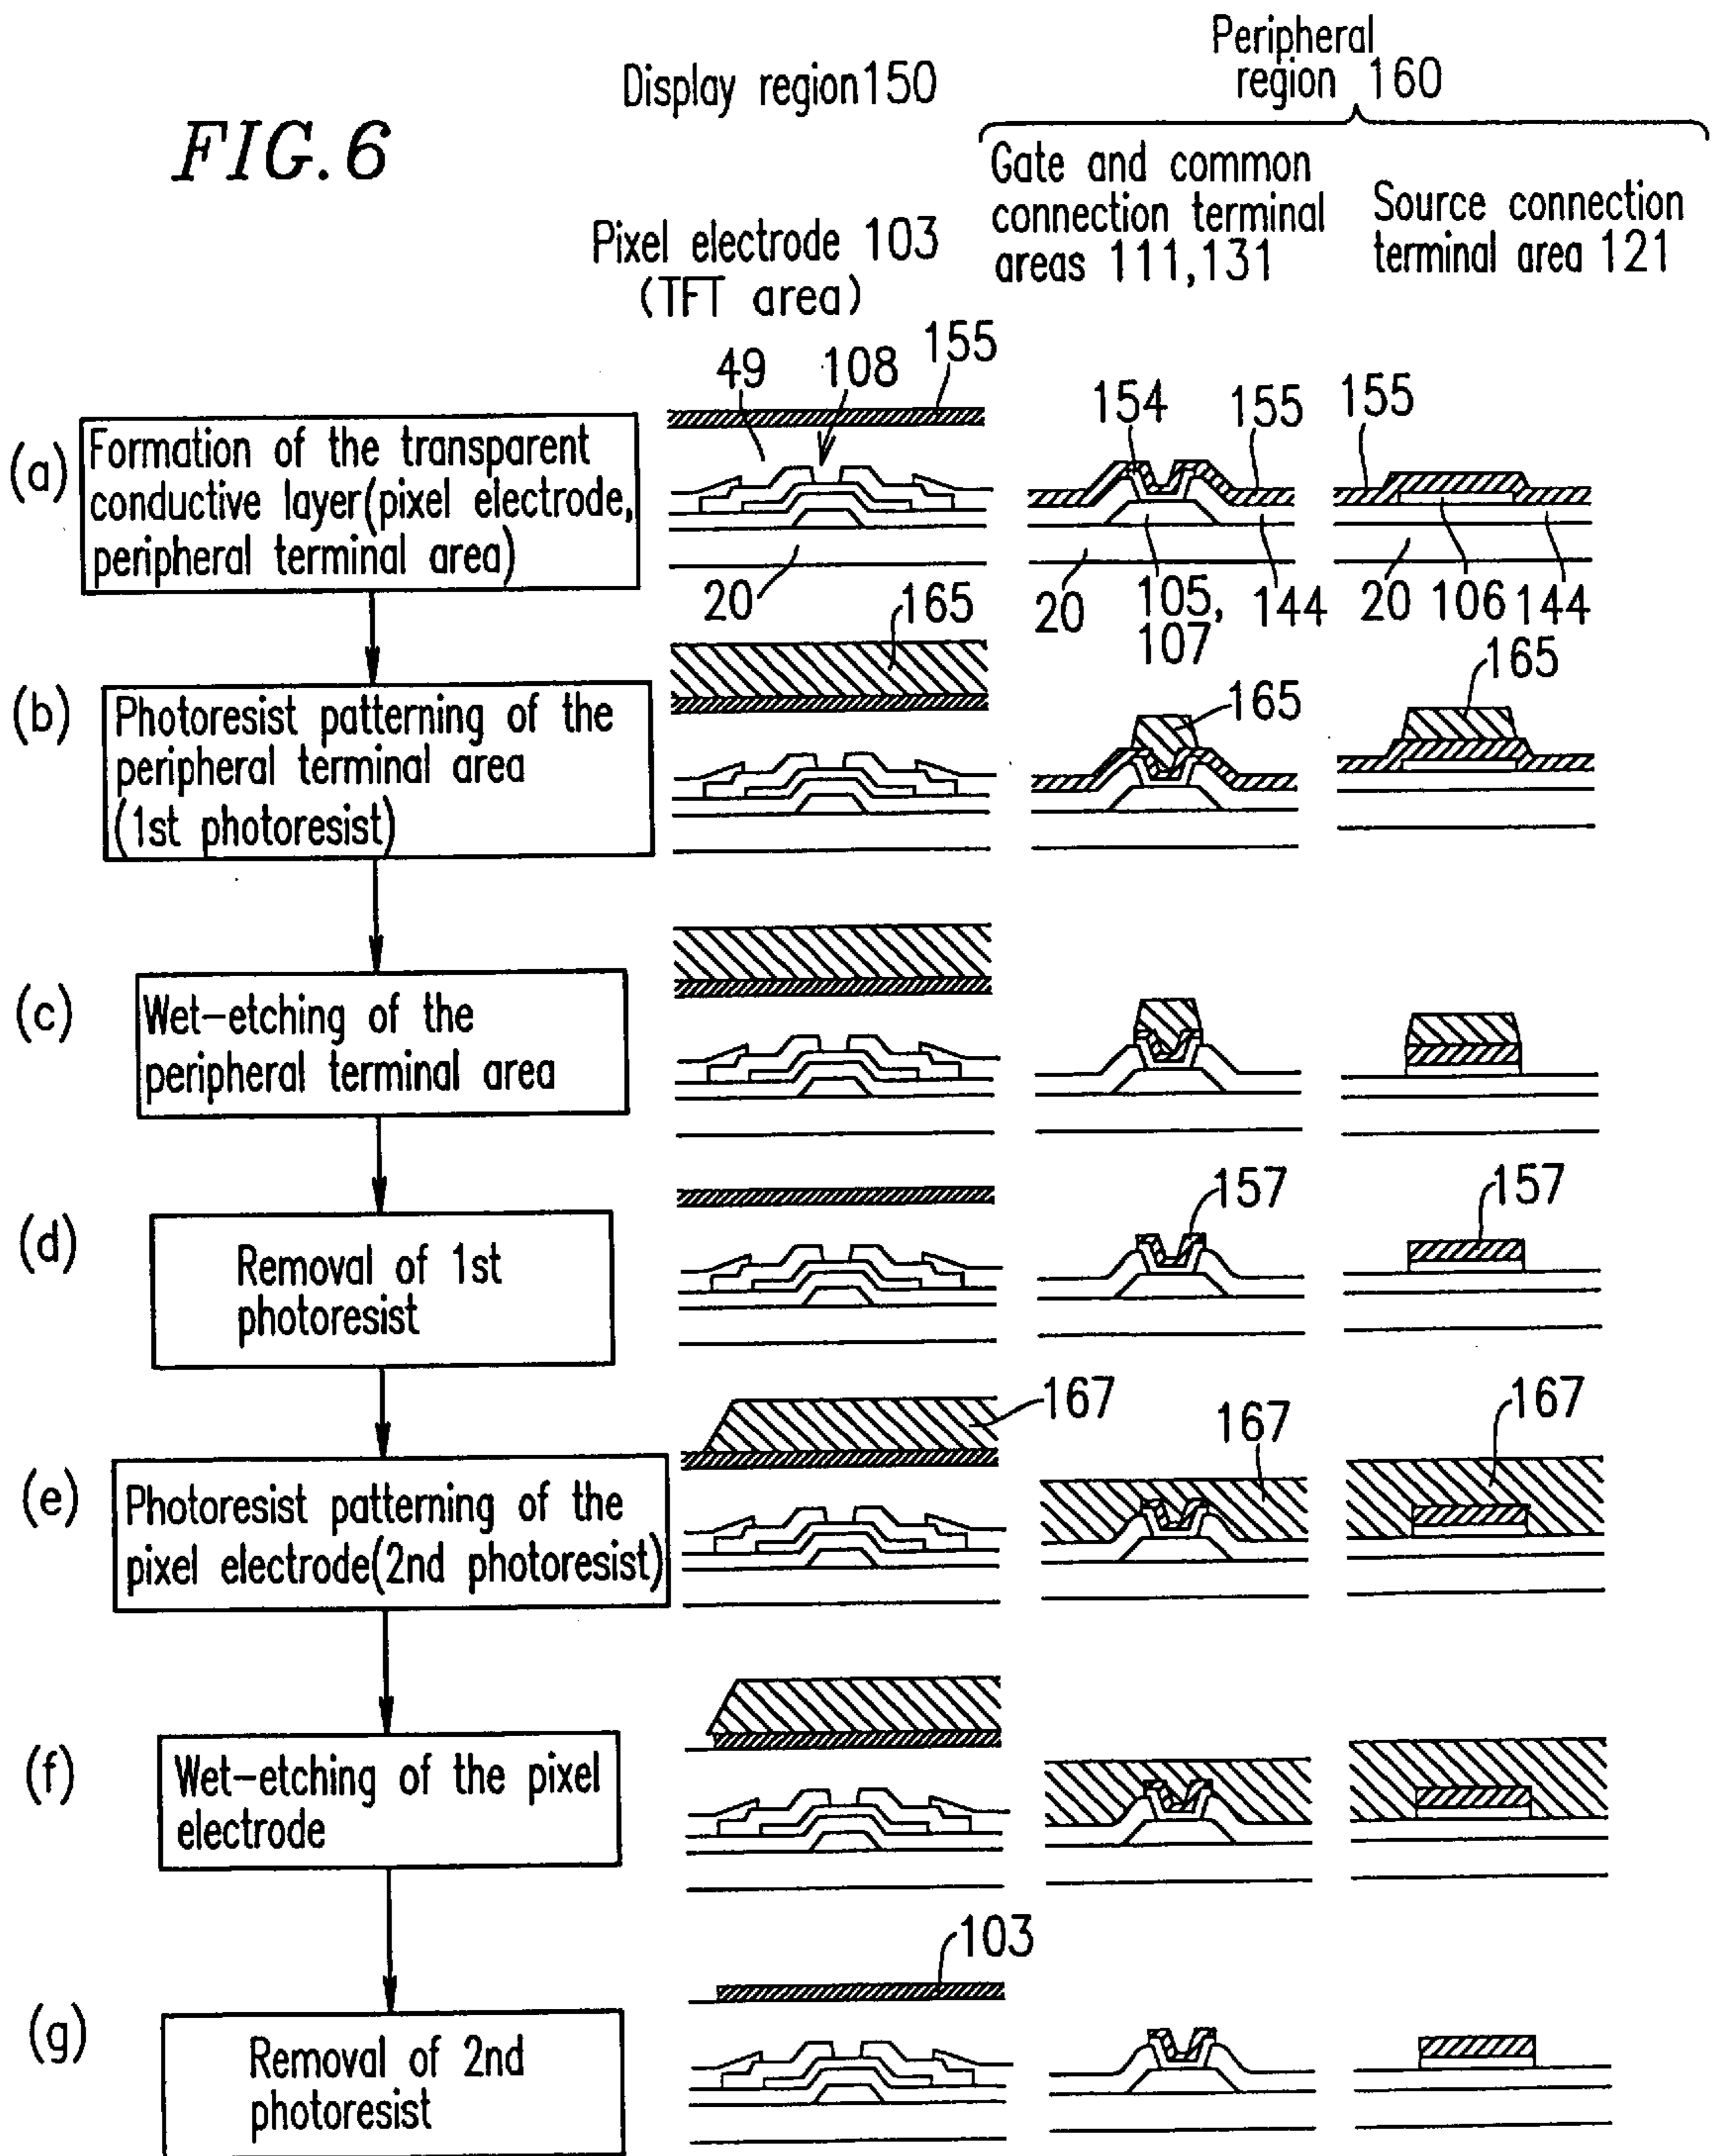 FIG. 6
Display region150
Peripheral
region 160
Pixel electrode 103
(TFT area)
Gate and common
connection terminal
areas 111,131
Source connection
terminal area 121
(a)
Formation of the transparent
conductive layer(pixel electrode,
peripheral terminal area)
49
108
155
20
154
155
20
105,
107
144
155
20
106
144
(b)
Photoresist patterning of the
peripheral terminal area
(1st photoresist)
165
165
165
(c)
Wet-etching of the
peripheral terminal area
(d)
Removal of 1st
photoresist
157
157
(e)
Photoresist patterning of the
pixel electrode(2nd photoresist)
167
167
167
(f)
Wet-etching of the pixel
electrode
(g)
Removal of 2nd
photoresist
103